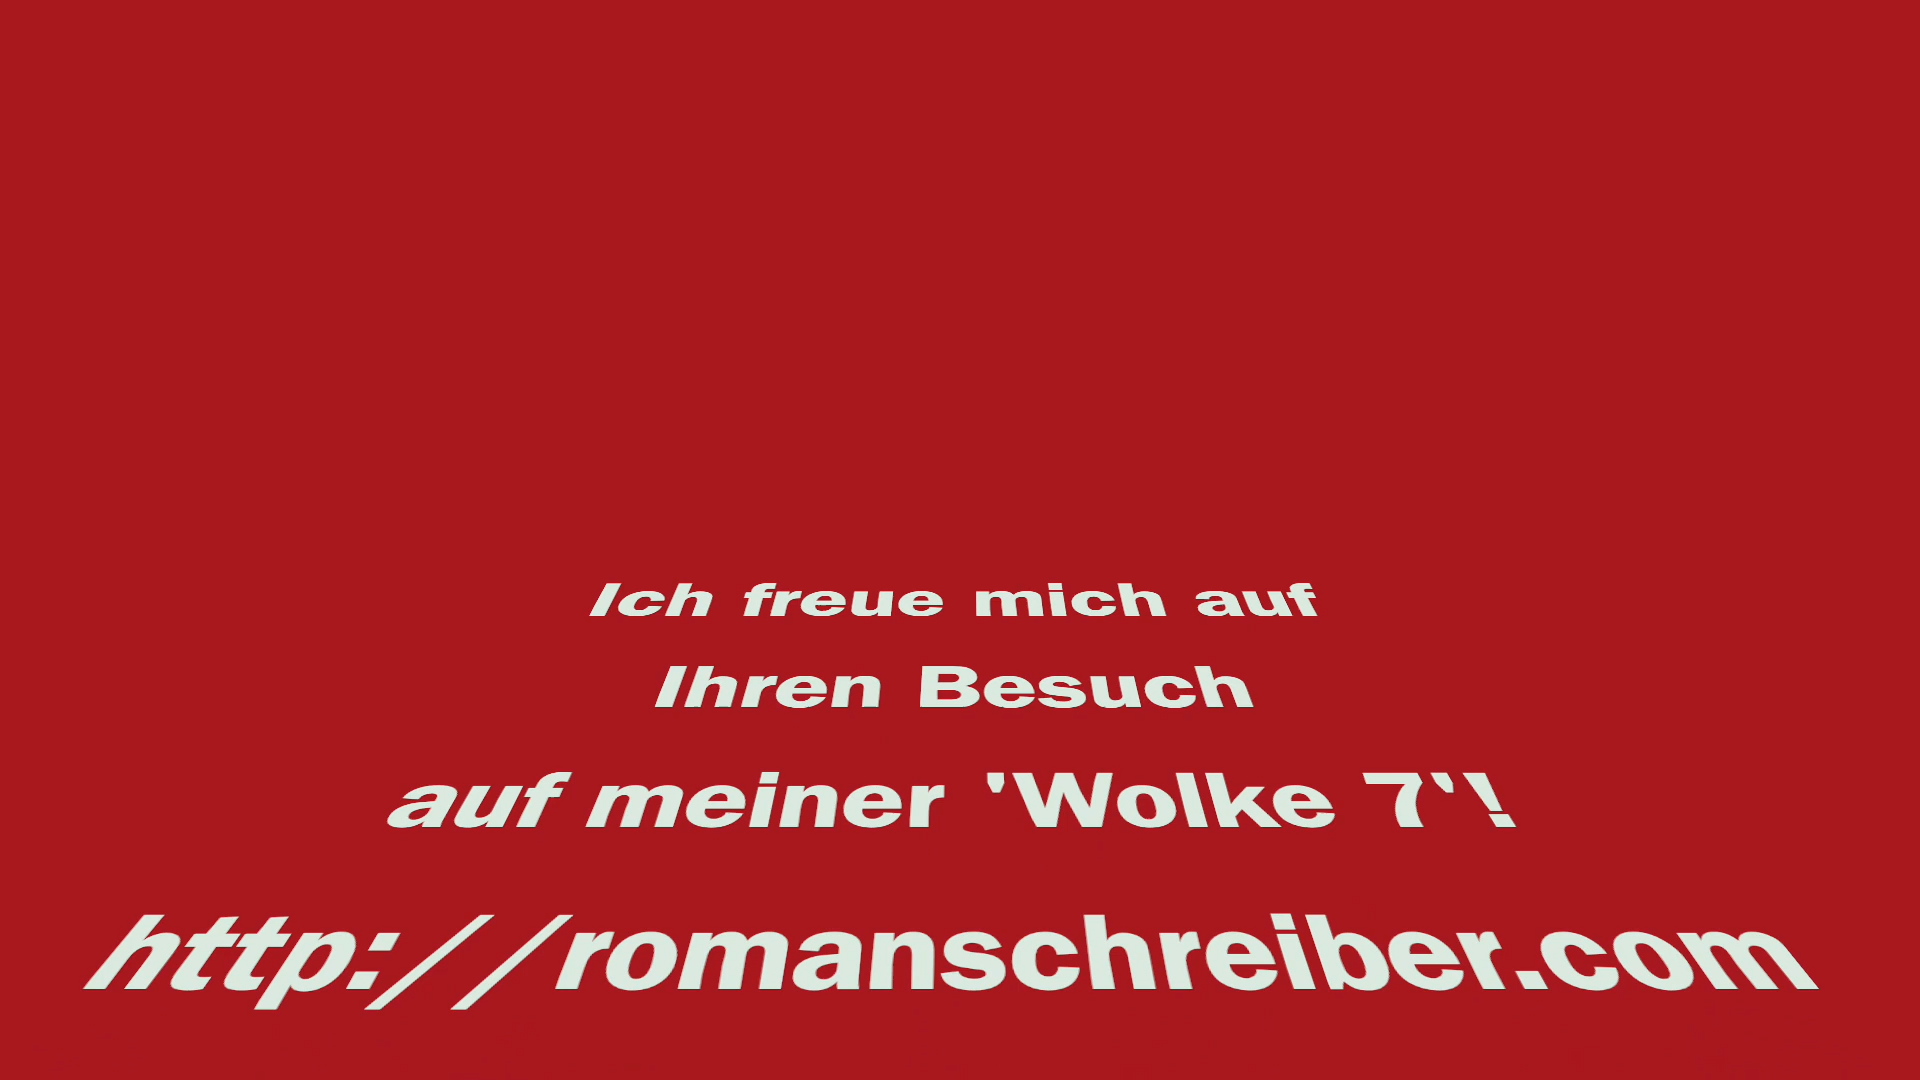 Ich freue mich auf
Ihren Besuch
auf meiner 'Wolke 7'!
http://romanschreiber.com